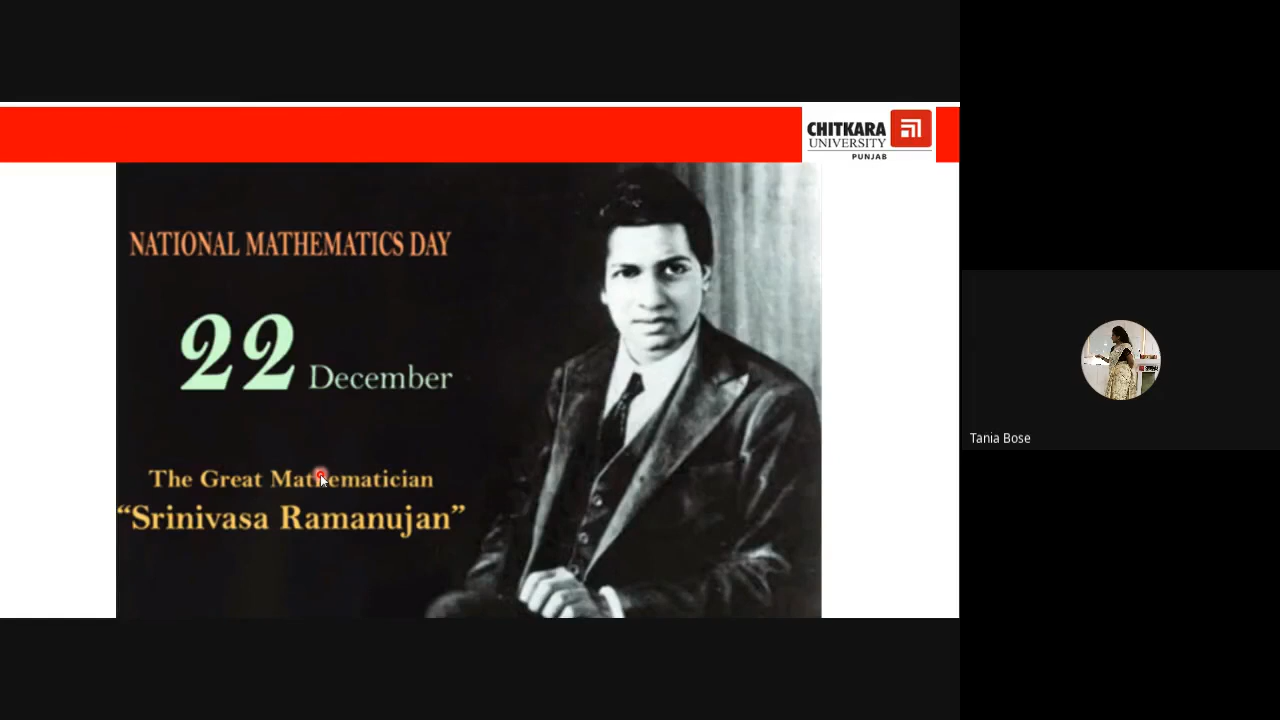 CHITKARA
UNIVERSITY
PUNJAB
NATIONAL MATHEMATICS DAY
22 December
The Great Mathematician
“Srinivasa Ramanujan”
Tania Bose